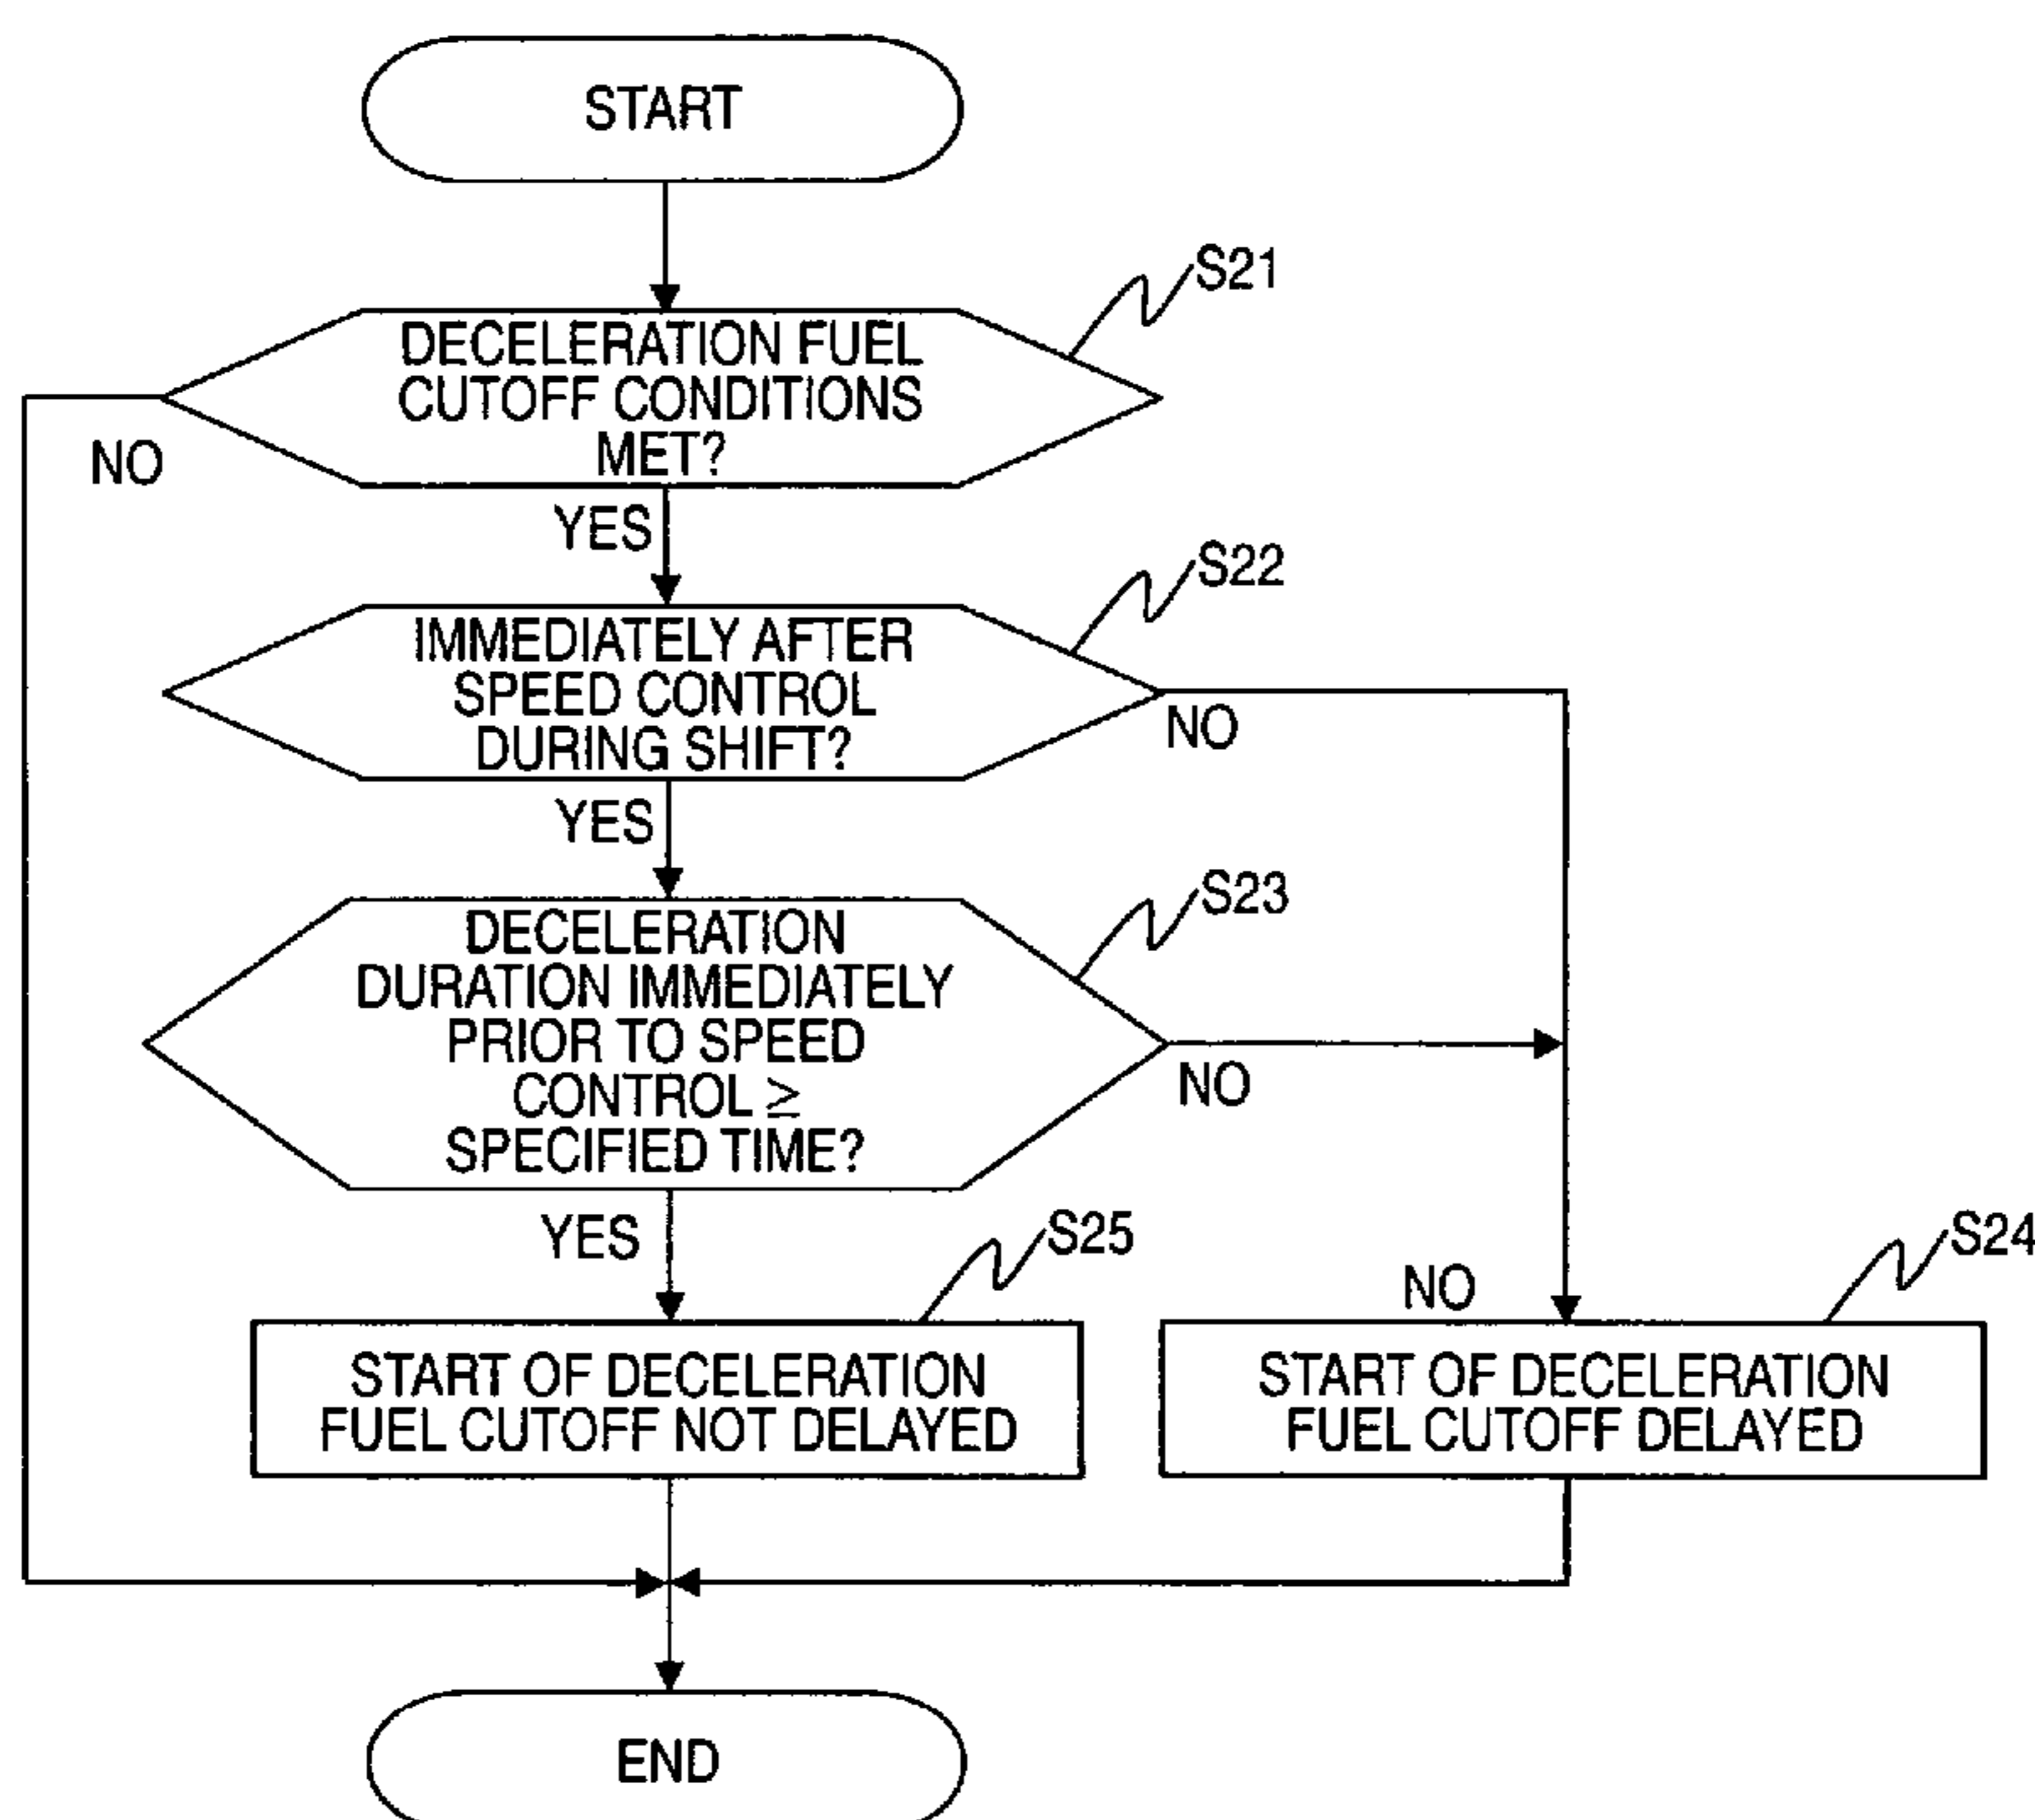 START
S21
DECELERATION FUEL
CUTOFF CONDITIONS
MET?
NO
YES
S22
IMMEDIATELY AFTER
SPEED CONTROL
DURING SHIFT?
NO
YES
S23
DECELERATION
DURATION IMMEDIATELY
PRIOR TO SPEED
CONTROL ≥
SPECIFIED TIME?
NO
YES
S25
S24
NO
START OF DECELERATION
FUEL CUTOFF NOT DELAYED
START OF DECELERATION
FUEL CUTOFF DELAYED
END